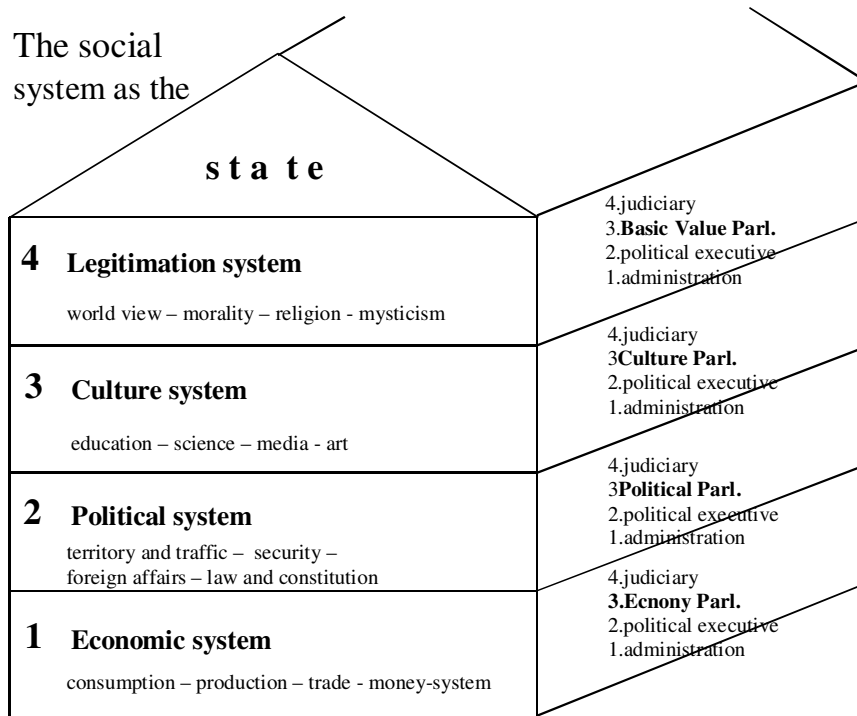 The social
system as the
s t a t e
4 Legitimation system
world view – morality – religion - mysticism
4.judiciary
3.Basic Value Parl.
2.political executive
1.administration
3 Culture system
education – science – media - art
4.judiciary
3Culture Parl.
2.political executive
1.administration
2 Political system
territory and traffic – security –
foreign affairs – law and constitution
4.judiciary
3Political Parl.
2.political executive
1.administration
1 Economic system
consumption – production – trade - money-system
4.judiciary
3.Ecnony Parl.
2.political executive
1.administration